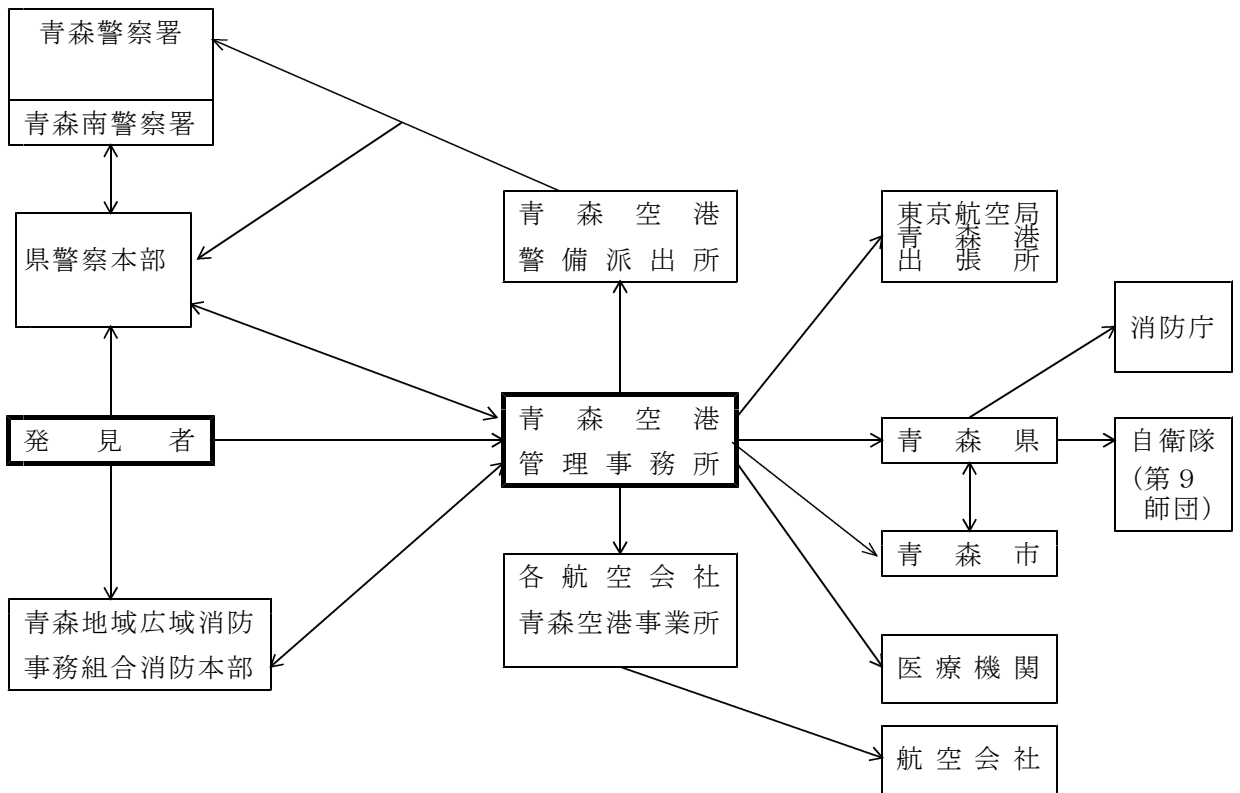 青森警察署
青森南警察署
県警察本部
発見者
青森地域広域消防
事務組合消防本部
青森空港
警備派出所
青森空港
管理事務所
各航空会社
青森空港事業所
東京航空局
青森港
出張所
青森県
青森市
医療機関
航空会社
消防庁
自衛隊
(第9
師団)